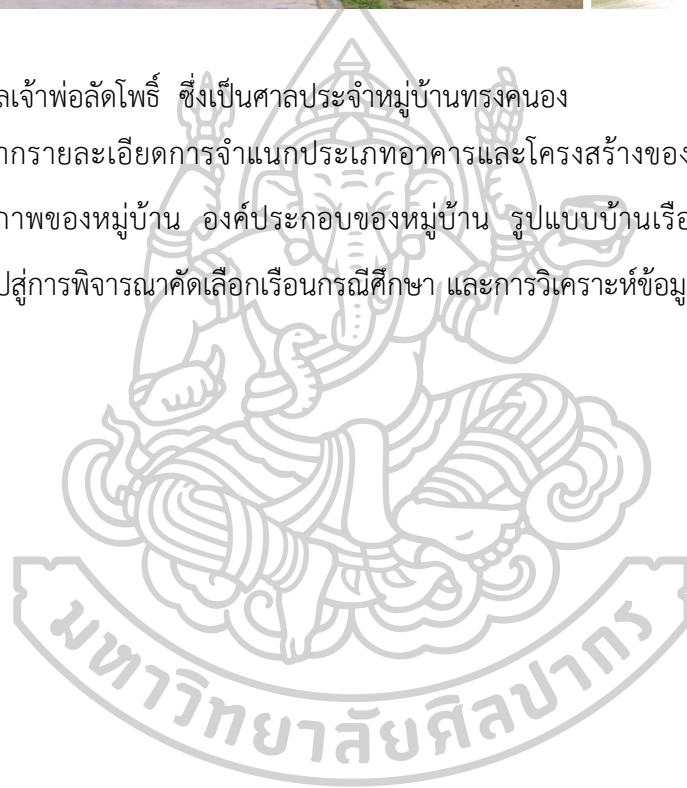 ลเจ้าพ่อลัดโพธิ์ ซึ่งเป็นศาลประจำหมู่บ้านทรงคนอง
ากรายละเอียดการจำแนกประเภทอาคารและโครงสร้างของ
ภาพของหมู่บ้าน องค์ประกอบของหมู่บ้าน รูปแบบบ้านเรือ
ปสู่การพิจารณาคัดเลือกเรือนกรณีศึกษา และการวิเคราะห์ข้อมู
มหาวิทยาลัยศิลปากร